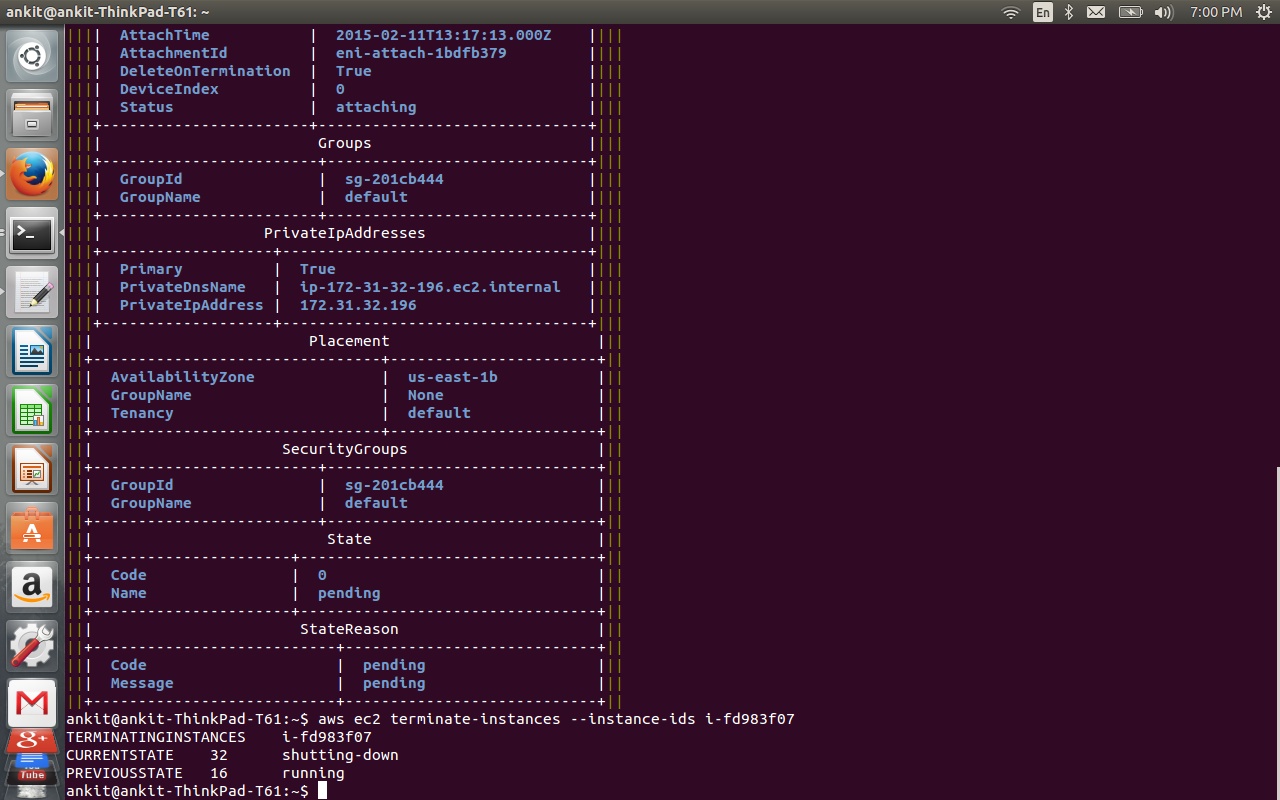 ankit@ankit-ThinkPad-T61: ~
En
7:00 PM
|||| AttachTime | 2015-02-11T13:17:13.000Z ||||
|||| AttachmentId | eni-attach-1bdfb379 ||||
|||| DeleteOnTermination | True ||||
|||| DeviceIndex | 0 ||||
|||| Status | attaching ||||
|||+-----------------------+------------------------------+|||
|||| Groups ||||
|||+------------------------+-----------------------------+|||
|||| GroupId | sg-201cb444 ||||
|||| GroupName | default ||||
|||+------------------------+-----------------------------+|||
|||| PrivateIpAddresses ||||
|||+-------------------+----------------------------------+|||
|||| Primary | True ||||
|||| PrivateDnsName | ip-172-31-32-196.ec2.internal ||||
|||| PrivateIpAddress | 172.31.32.196 ||||
|||+-------------------+----------------------------------+|||
||| Placement |||
||+--------------------------------+-----------------------+||
||| AvailabilityZone | us-east-1b |||
||| GroupName | None |||
||| Tenancy | default |||
||+--------------------------------+-----------------------+||
||| SecurityGroups |||
||+-------------------------+------------------------------+||
||| GroupId | sg-201cb444 |||
||| GroupName | default |||
||+-------------------------+------------------------------+||
||| State |||
||+----------------------+---------------------------------+||
||| Code | 0 |||
||| Name | pending |||
||+----------------------+---------------------------------+||
||| StateReason |||
||+---------------------------+----------------------------+||
||| Code | pending |||
||| Message | pending |||
||+---------------------------+----------------------------+||
ankit@ankit-ThinkPad-T61:~$ aws ec2 terminate-instances --instance-ids i-fd983f07
TERMINATINGINSTANCES i-fd983f07
CURRENTSTATE 32 shutting-down
PREVIOUSSTATE 16 running
ankit@ankit-ThinkPad-T61:~$
>_
A
a
M
g+
Tube